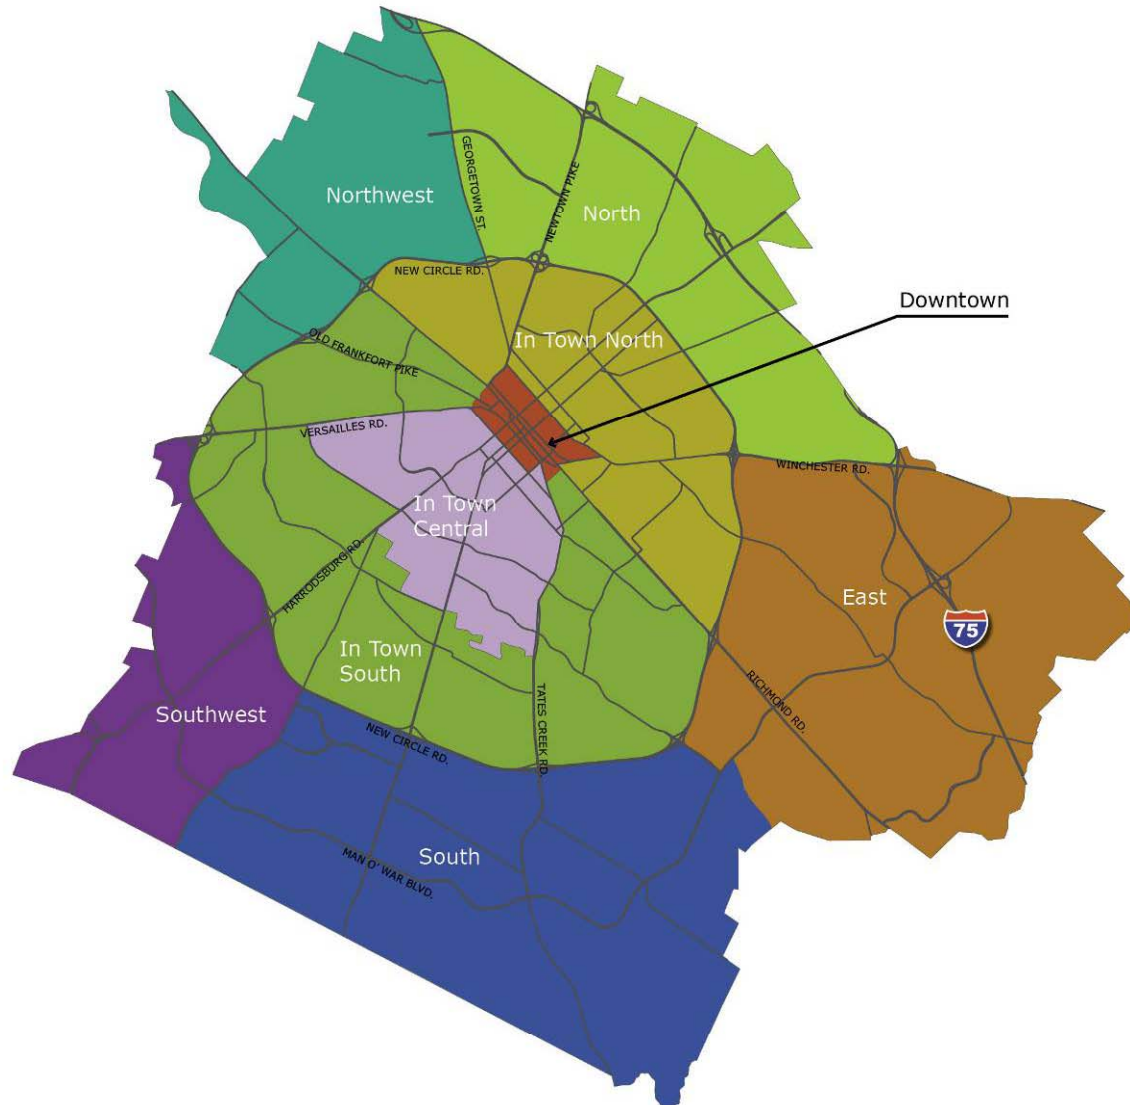 Northwest
GEORGETOWN ST.
NEWTOWN PIKE
North
NEW CIRCLE RD.
Downtown
OLD FRANKFORT PIKE
In Town North
VERSAILLES RD.
WINCHESTER RD.
In Town
Central
HARRODSBURG RD.
East
75
In Town
South
Southwest
TATES CREEK RD.
RICHMOND RD.
NEW CIRCLE RD.
South
MAN O' WAR BLVD.